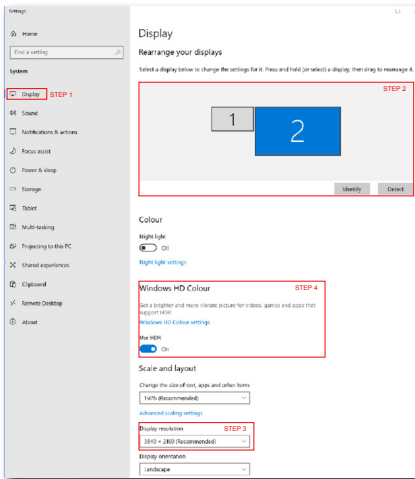 Settings
Home
Find a setting
System
Display STEP 1
Sound
Notifications & actions
Focus assist
Power & sleep
Storage
Tablet
Multi-tasking
Projecting to this PC
Shared experiences
Clipboard
Remote Desktop
About
Display
Rearrange your displays
Select a display below to change the settings for it. Press and hold (or select) a display, then drag to rearrange it.
STEP 2
1
2
Identify Detect
Colour
Night light
Off
Night light settings
Windows HD Colour STEP 4
Get a brighter and more vibrant picture for videos, games and apps that
support HDR.
Windows HD Colour settings
Use HDR
On
Scale and layout
Change the size of text, apps and other items
(Recommended)
Advanced scaling settings
Display resolution STEP 3
3840 × 2160 (Recommended)
Display orientation
Landscape